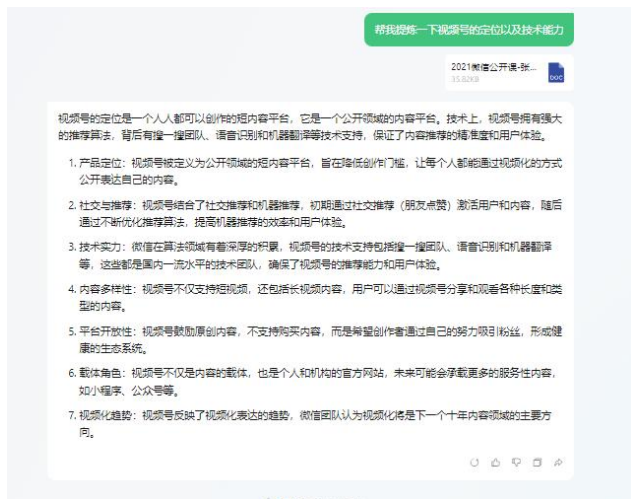 帮我提炼一下视频号的定位以及技术能力
2021微信公开课-张...
35.82KB
DOC
视频号的定位是一个人人都可以创作的短内容平台，它是一个公开领域的内容平台。技术上，视频号拥有强大
的推荐算法，背后有搜一搜团队、语音识别和机器翻译等技术支持，保证了内容推荐的精准度和用户体验。
1. 产品定位：视频号被定义为公开领域的短内容平台，旨在降低创作门槛，让每个人都能通过视频化的方式
公开表达自己的内容。
2. 社交与推荐：视频号结合了社交推荐和机器推荐，初期通过社交推荐（朋友点赞）激活用户和内容，随后
通过不断优化推荐算法，提高机器推荐的效率和用户体验。
3. 技术实力：微信在算法领域有着深厚的积累，视频号的技术支持包括搜一搜团队、语音识别和机器翻译
等，这些都是国内一流水平的技术团队，确保了视频号的推荐能力和用户体验。
4. 内容多样性：视频号不仅支持短视频，还包括长视频内容，用户可以通过视频号分享和观看各种长度和类
型的内容。
5. 平台开放性：视频号鼓励原创内容，不支持购买内容，而是希望创作者通过自己的努力吸引粉丝，形成健
康的生态系统。
6. 载体角色：视频号不仅是内容的载体，也是个人和机构的官方网站，未来可能会承载更多的服务性内容，
如小程序、公众号等。
7. 视频化趋势：视频号反映了视频化表达的趋势，微信团队认为视频化将是下一个十年内容领域的主要方
向。